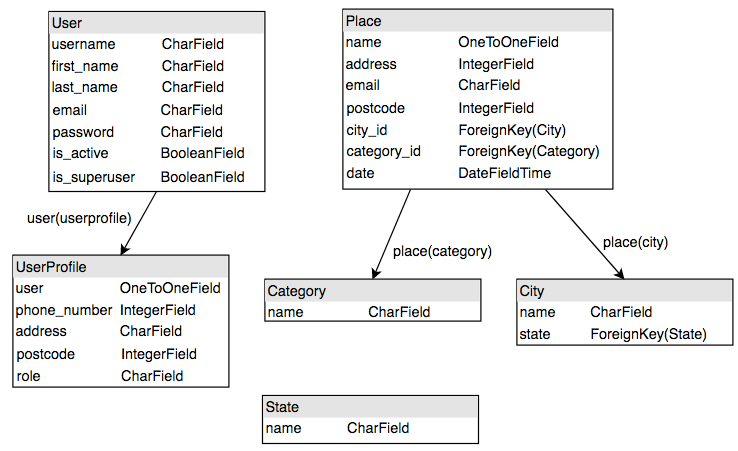 User
username CharField
first_name CharField
last_name CharField
email CharField
password CharField
is_active BooleanField
is_superuser BooleanField
Place
name OneToOneField
address IntegerField
email CharField
postcode IntegerField
city_id ForeignKey(City)
category_id ForeignKey(Category)
date DateFieldTime
user(userprofile)
place(category)
place(city)
UserProfile
user OneToOneField
phone_number IntegerField
address CharField
postcode IntegerField
role CharField
Category
name CharField
City
name CharField
state ForeignKey(State)
State
name CharField